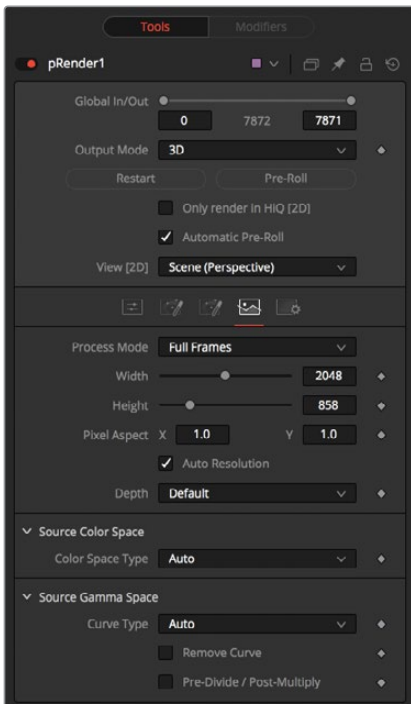 Tools Modifiers
pRender1
Global In/Out
0 7872 7871
Output Mode 3D
Restart Pre-Roll
Only render in HiQ [2D]
Automatic Pre-Roll
View [2D] Scene (Perspective)
Process Mode Full Frames
Width 2048
Height 858
Pixel Aspect X 1.0 Y 1.0
Auto Resolution
Depth Default
Source Color Space
Color Space Type Auto
Source Gamma Space
Curve Type Auto
Remove Curve
Pre-Divide / Post-Multiply